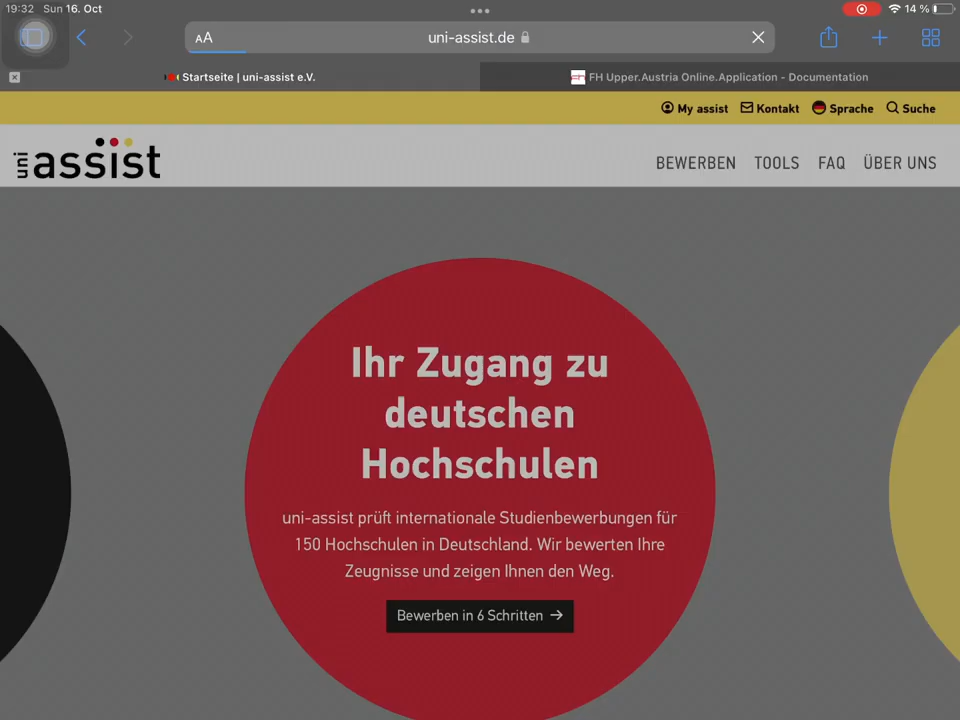 19:32 Sun 16. Oct
14 %
AA
uni-assist.de
Startseite | uni-assist e.V.
FH Upper.Austria Online.Application - Documentation
My assist Kontakt Sprache Suche
uni assist
BEWERBEN TOOLS FAQ ÜBER UNS
Ihr Zugang zu
deutschen
Hochschulen
uni-assist prüft internationale Studienbewerbungen für
150 Hochschulen in Deutschland. Wir bewerten Ihre
Zeugnisse und zeigen Ihnen den Weg.
Bewerben in 6 Schritten →